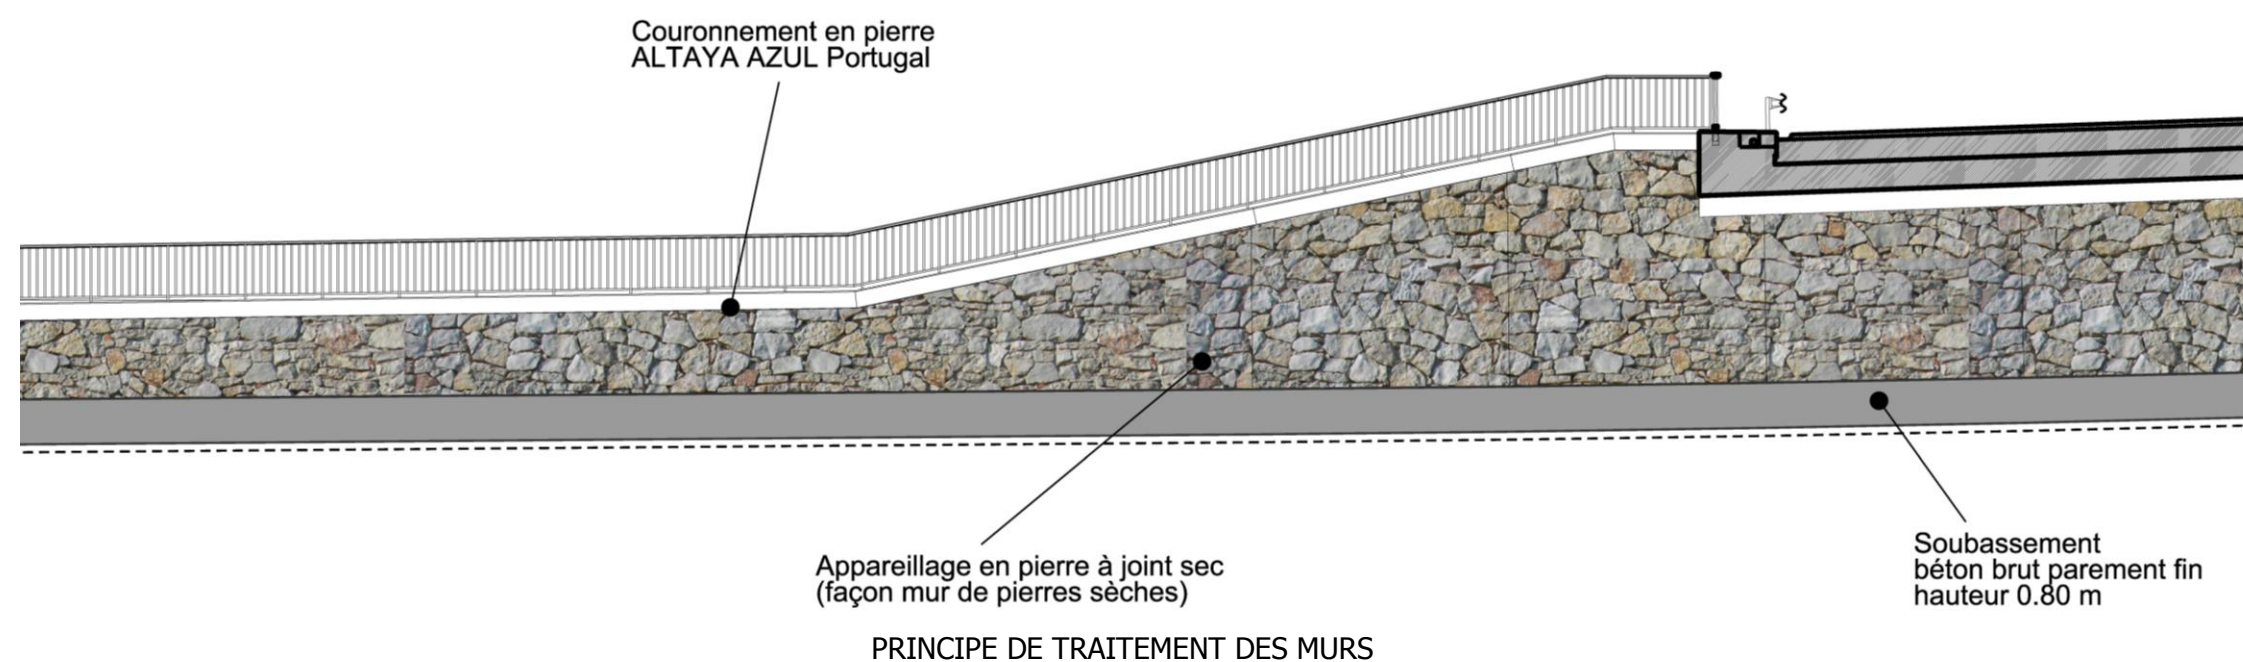 Couronnement en pierre
ALTAYA AZUL Portugal
Appareillage en pierre à joint sec
(façon mur de pierres sèches)
Soubassement
béton brut parement fin
hauteur 0.80 m
PRINCIPE DE TRAITEMENT DES MURS